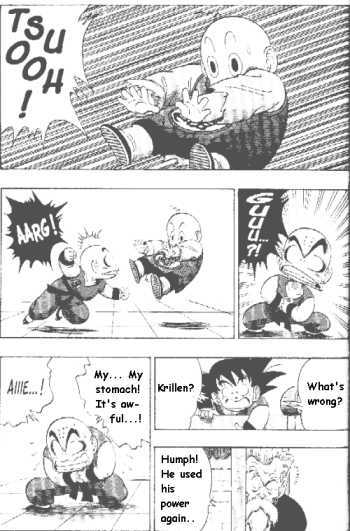 TSU
OOH
!
GUUU...
?!
AARG!
What's
wrong?
Krillen?
Humph!
He used
his
power
again..
My... My
stomach!
It's aw-
ful...!
AIIIE...!